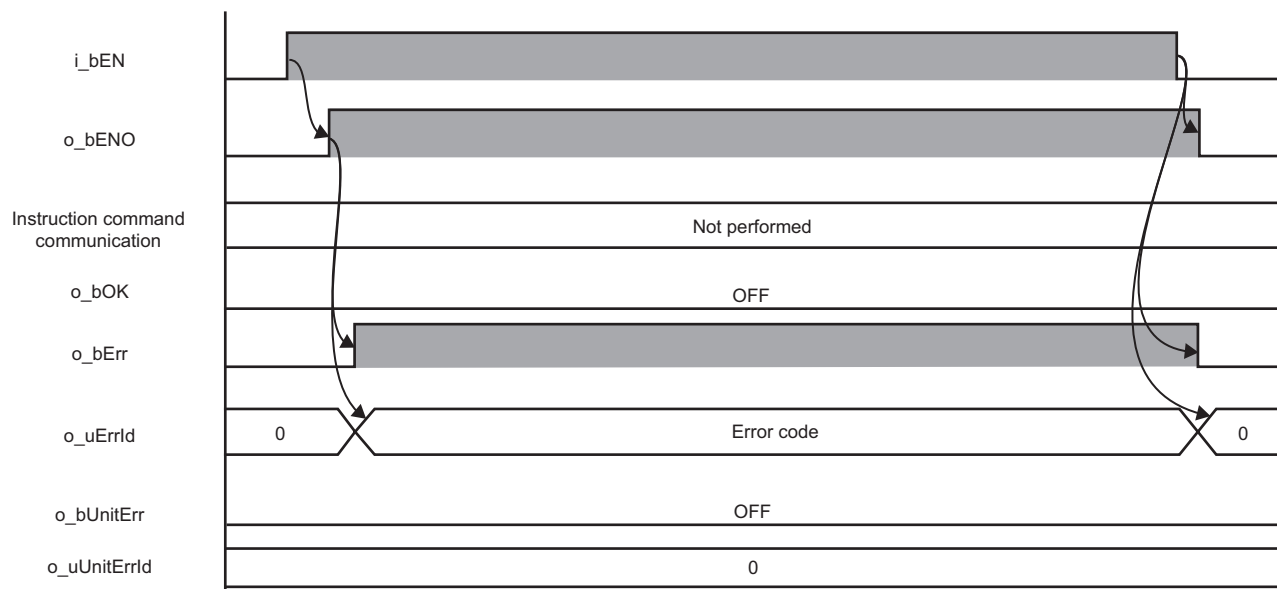 i_bEN
o_bENO
Instruction command
communication
Not performed
o_bOK
OFF
o_bErr
o_uErrId
0
Error code
0
o_bUnitErr
OFF
o_uUnitErrId
0